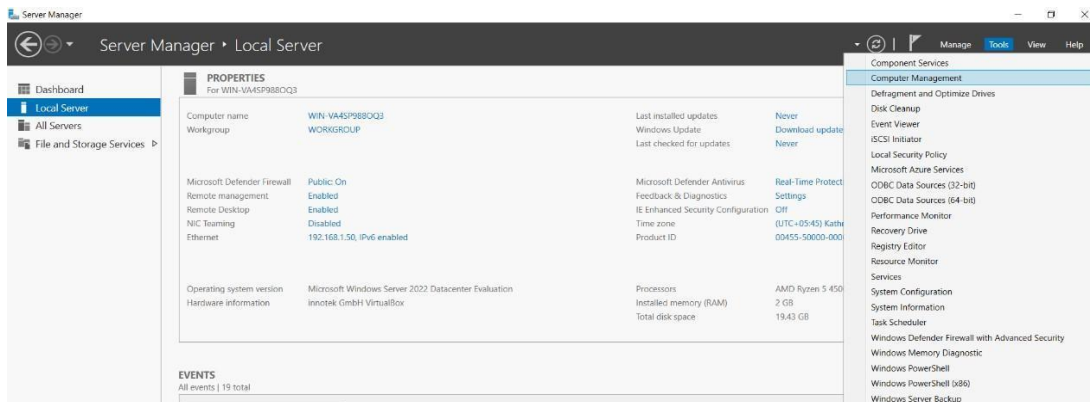 Server Manager
Server Manager • Local Server
Manage Tools View Help
Dashboard
Local Server
All Servers
File and Storage Services
PROPERTIES
For WIN-VA4SP988OQ3
Computer name WIN-VA4SP988OQ3 Last installed updates Never
Workgroup WORKGROUP Windows Update Download update
Last checked for updates Never
Microsoft Defender Firewall Public: On Microsoft Defender Antivirus Real-Time Protect
Remote management Enabled Feedback & Diagnostics Settings
Remote Desktop Enabled IE Enhanced Security Configuration Off
NIC Teaming Disabled Time zone (UTC+05:45) Kath
Ethernet 192.168.1.50, IPv6 enabled Product ID 00455-50000-000
Operating system version Microsoft Windows Server 2022 Datacenter Evaluation Processors AMD Ryzen 5 450
Hardware information innotek GmbH VirtualBox Installed memory (RAM) 2 GB
Total disk space 19.43 GB
EVENTS
All events | 19 total
Component Services
Computer Management
Defragment and Optimize Drives
Disk Cleanup
Event Viewer
iSCSI Initiator
Local Security Policy
Microsoft Azure Services
ODBC Data Sources (32-bit)
ODBC Data Sources (64-bit)
Performance Monitor
Recovery Drive
Registry Editor
Resource Monitor
Services
System Configuration
System Information
Task Scheduler
Windows Defender Firewall with Advanced Security
Windows Memory Diagnostic
Windows PowerShell
Windows PowerShell (x86)
Windows Server Backup